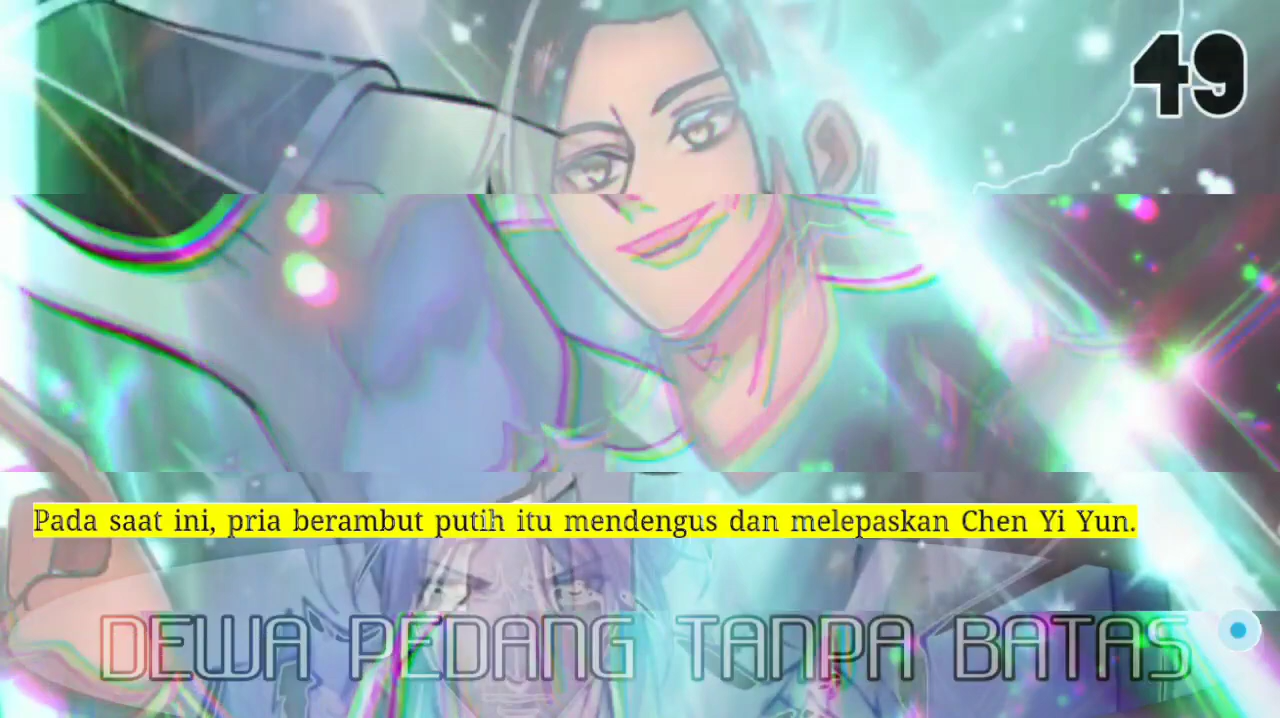 49
Pada saat ini, pria berambut putih itu mendengus dan melepaskan Chen Yi Yun.
DEWA PEDANG TANPA BATAS